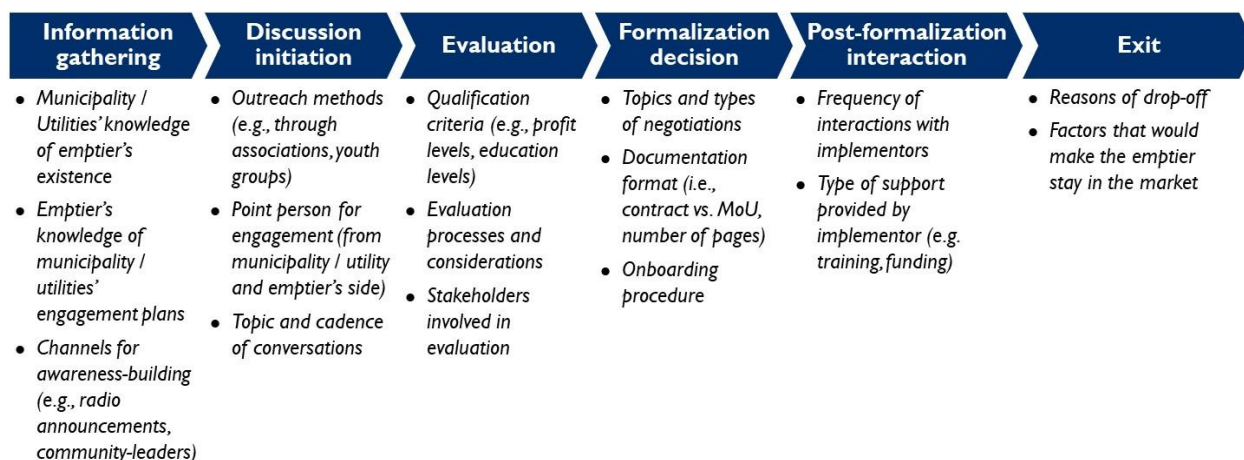 Information
gathering
Discussion
initiation
Evaluation
Formalization
decision
Post-formalization
interaction
Exit
• Municipality /
Utilities' knowledge
of emptier's
existence
• Emptier's
knowledge of
municipality /
utilities'
engagement plans
• Channels for
awareness-building
(e.g., radio
announcements,
community-leaders)
• Outreach methods
(e.g., through
associations, youth
groups)
• Point person for
engagement (from
municipality / utility
and emptier's side)
• Topic and cadence
of conversations
• Qualification
criteria (e.g., profit
levels, education
levels)
• Evaluation
processes and
considerations
• Stakeholders
involved in
evaluation
• Topics and types
of negotiations
• Documentation
format (i.e.,
contract vs. MoU,
number of pages)
• Onboarding
procedure
• Frequency of
interactions with
implementors
• Type of support
provided by
implementor (e.g.
training, funding)
• Reasons of drop-off
• Factors that would
make the emptier
stay in the market